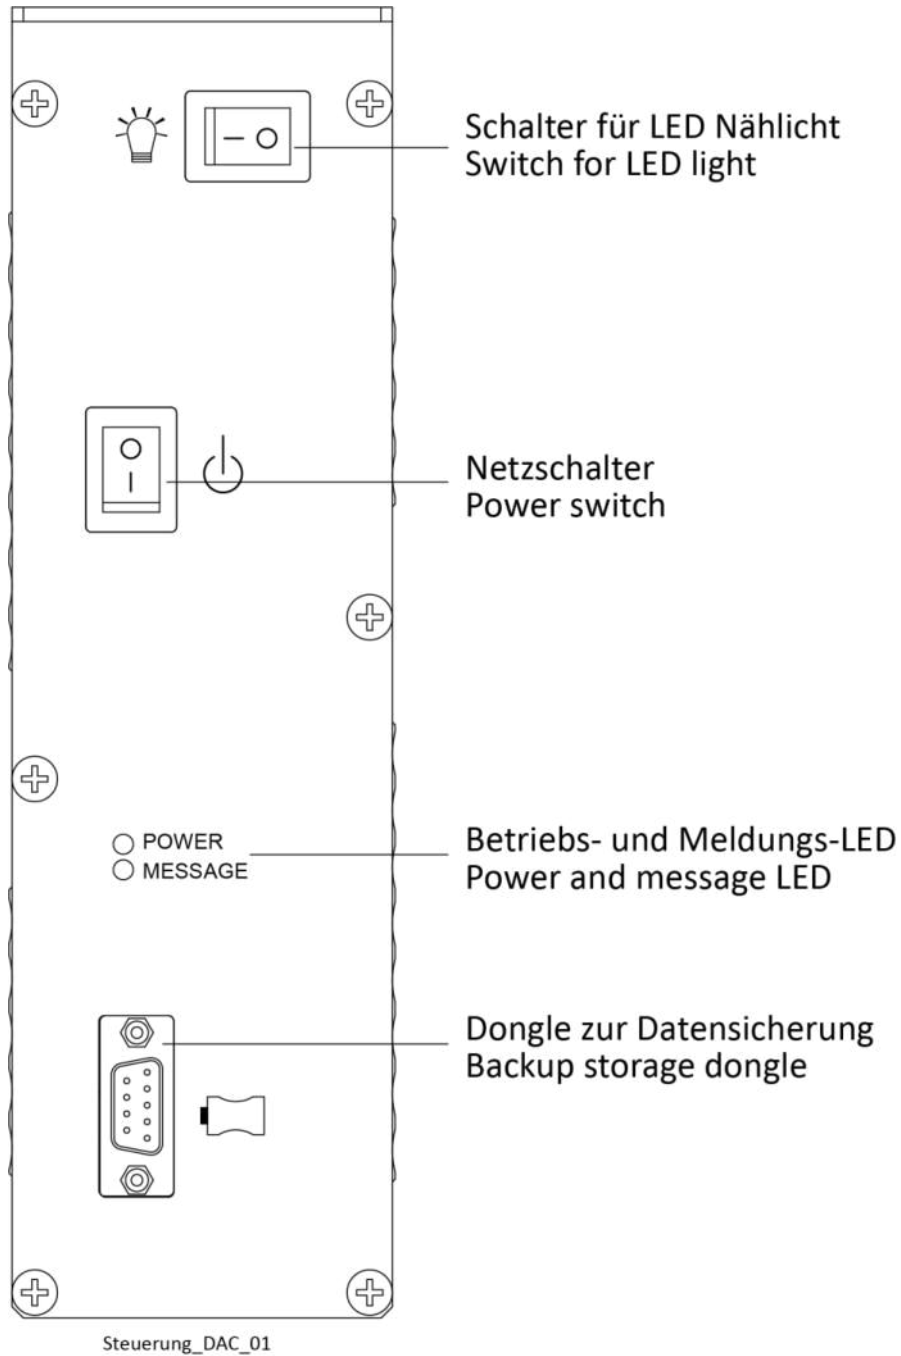 Schalter für LED Nählicht
Switch for LED light
Netzschalter
Power switch
POWER
MESSAGE
Betriebs- und Meldungs-LED
Power and message LED
Dongle zur Datensicherung
Backup storage dongle
Steuerung_DAC_01